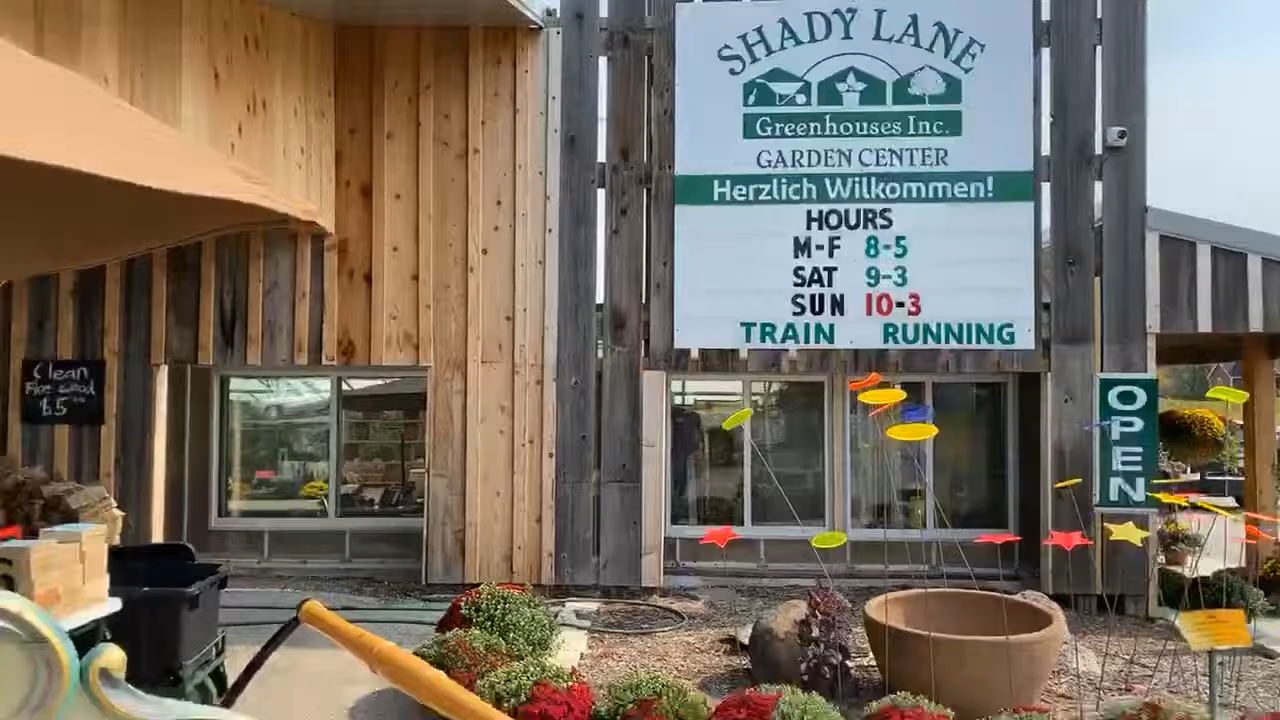 SHADY LANE
Greenhouses Inc.
GARDEN CENTER
Herzlich Wilkommen!
HOURS
M-F 8-5
SAT 9-3
SUN 10-3
TRAIN RUNNING
OPEN
Clean